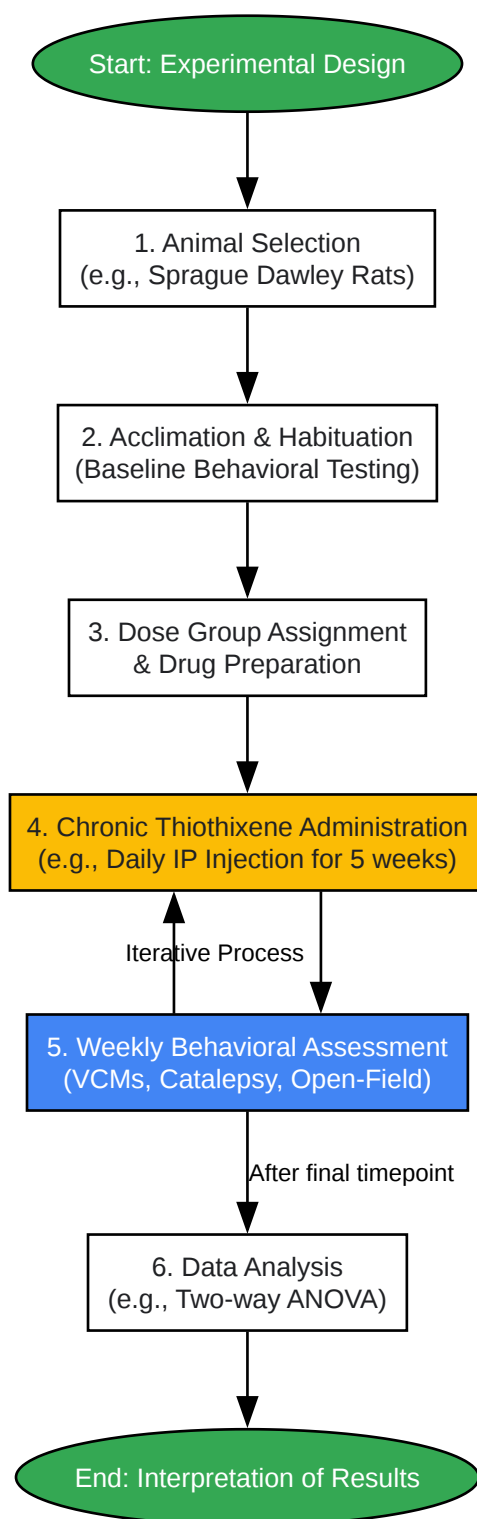 Start: Experimental Design
1. Animal Selection
(e.g., Sprague Dawley Rats)
2. Acclimation & Habituation
(Baseline Behavioral Testing)
3. Dose Group Assignment
& Drug Preparation
4. Chronic Thiothixene Administration
(e.g., Daily IP Injection for 5 weeks)
Iterative Process
5. Weekly Behavioral Assessment
(VCMs, Catalepsy, Open-Field)
After final timepoint
6. Data Analysis
(e.g., Two-way ANOVA)
End: Interpretation of Results